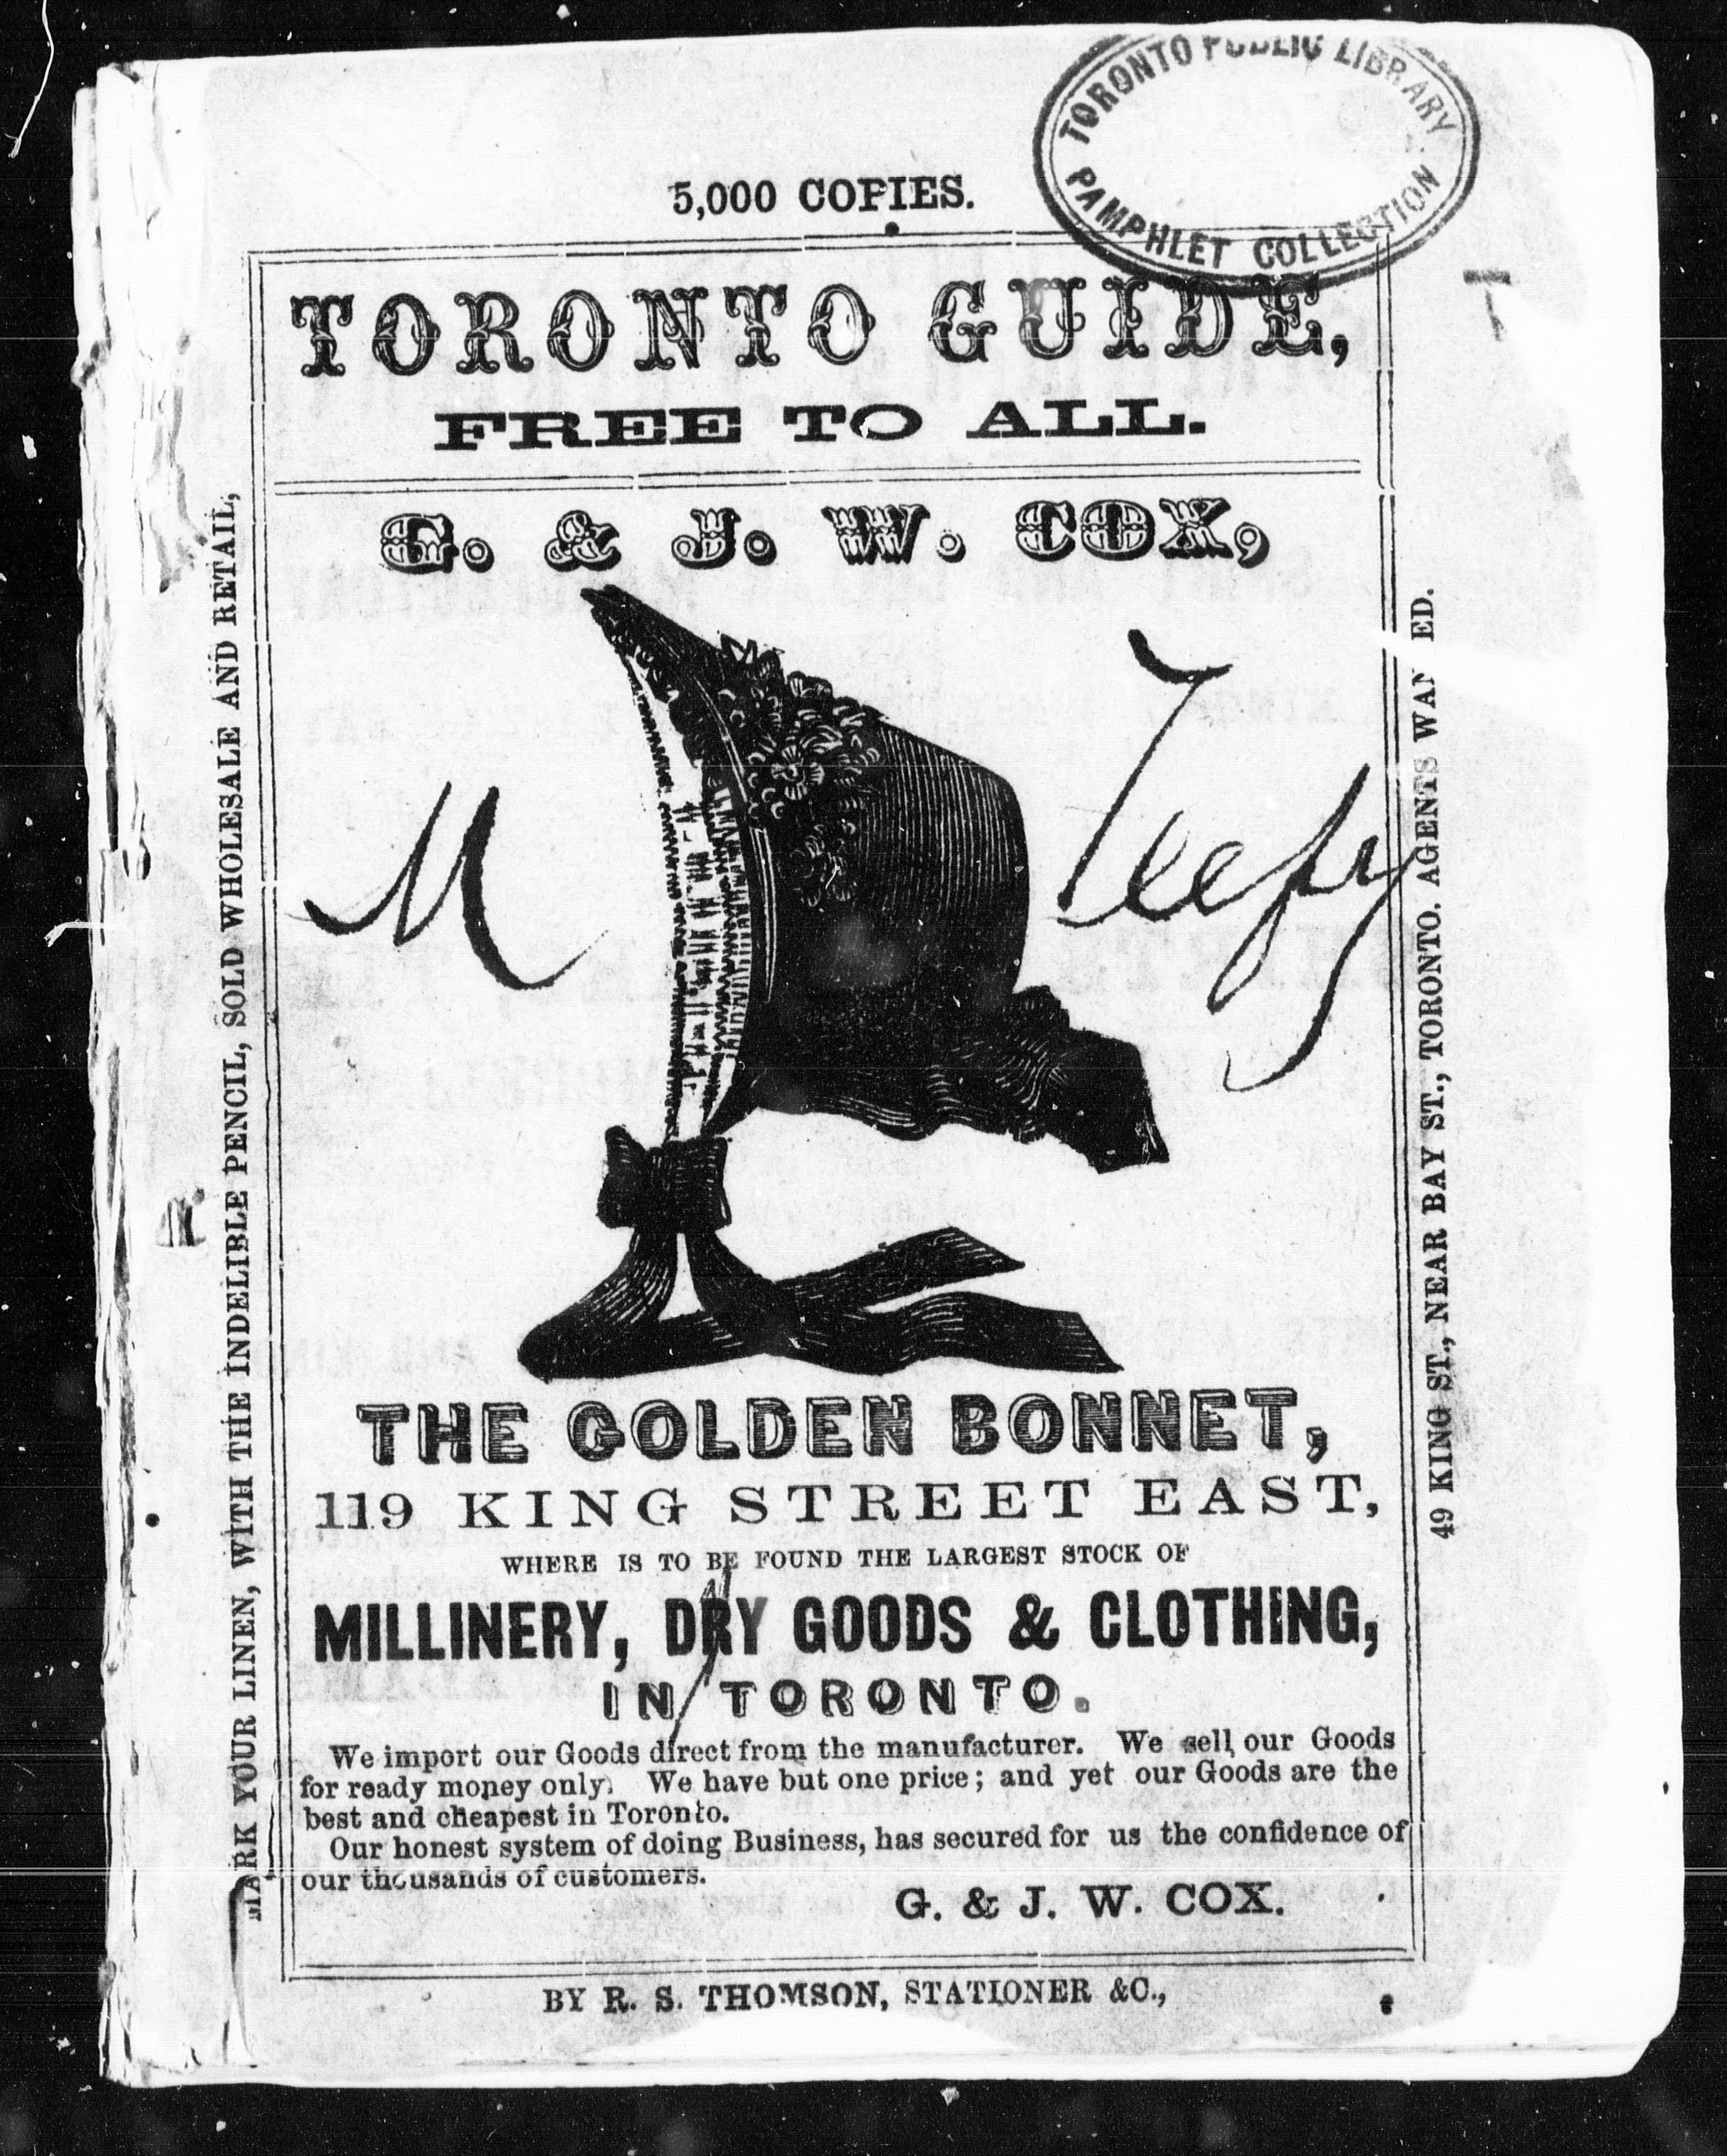 TORONTO PUBLIC LIBRARY
PAMPHLET COLLECTION
5,000 COPIES.
TORONTO GUIDE,
FREE TO ALL.
G. & J. W. COX,
M Teefy
THE GOLDEN BONNET,
119 KING STREET EAST,
WHERE IS TO BE FOUND THE LARGEST STOCK OF
MILLINERY, DRY GOODS & CLOTHING,
IN TORONTO.
We import our Goods direct from the manufacturer. We sell our Goods
for ready money only. We have but one price; and yet our Goods are the
best and cheapest in Toronto.
Our honest system of doing Business, has secured for us the confidence of
our thousands of customers.
G. & J. W. COX.
MARK YOUR LINEN, WITH THE INDELIBLE PENCIL, SOLD WHOLESALE AND RETAIL,
BY R. S. THOMSON, STATIONER &C.,
49 KING ST., NEAR BAY ST., TORONTO. AGENTS WAN ED.